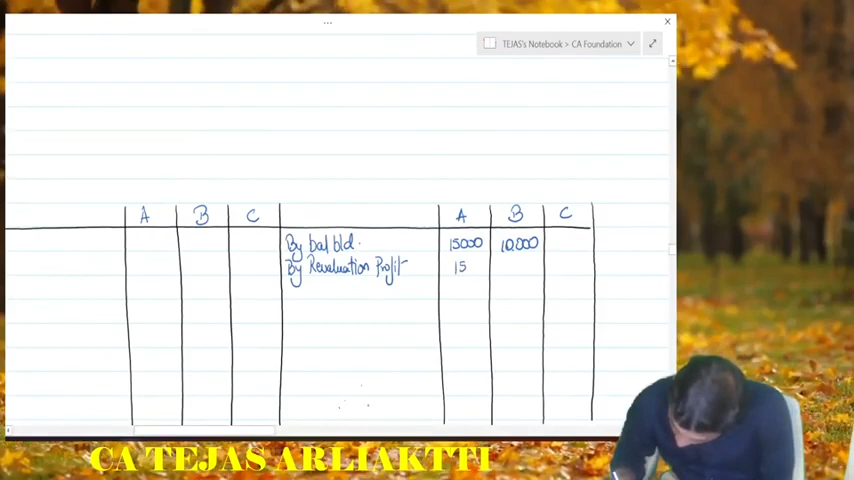 TEJAS's Notebook > CA Foundation
A B C A B C
By bal b/d. 15000 10,000
By Revaluation Profit 15
CA TEJAS ARLIAKTTI